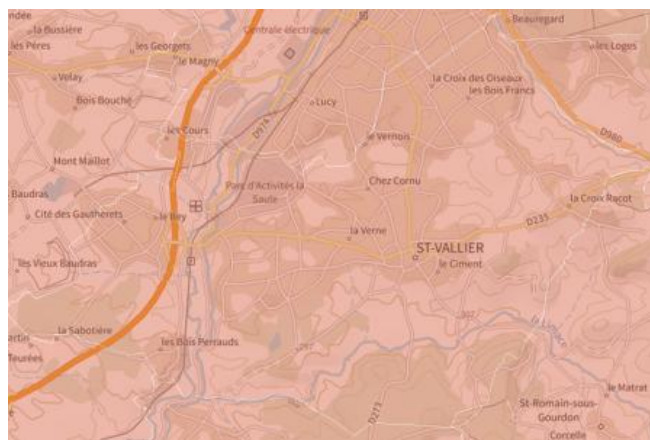 Beauregard
la Bussière
Centrale électrique
les Pères
les Georgets
les Loges
le Magny
Velay
la Croix des Oiseaux
les Bois Francs
Bois Bouché
Lucy
D974
les Cours
le Vernois
D980
Mont Maillot
Chez Cornu
Parc d'Activités la
Saule
Baudras
la Croix Racot
Cité des Gautherets
le Bey
D233
la Verne
ST-VALLIER
le Ciment
les Vieux Baudras
la Sabotière
les Bois Perrauds
le Matrat
St-Romain-sous-
Gourdon
D273
Corcelle